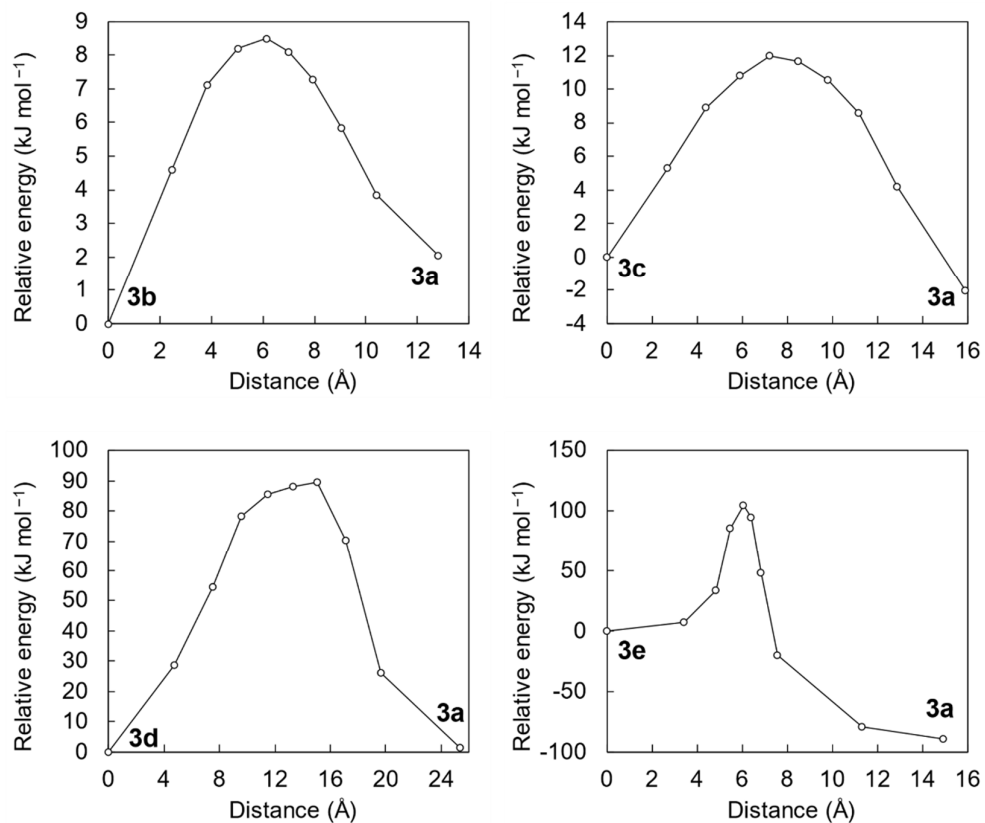 Relative energy (kJ mol⁻¹)
9
8
7
6
5
4
3
2
1
0
3b
3a
0 2 4 6 8 10 12 14
Distance (Å)
Relative energy (kJ mol⁻¹)
14
12
10
8
6
4
2
0
-2
-4
3c
3a
0 2 4 6 8 10 12 14 16
Distance (Å)
Relative energy (kJ mol⁻¹)
100
90
80
70
60
50
40
30
20
10
0
3d
3a
0 4 8 12 16 20 24
Distance (Å)
Relative energy (kJ mol⁻¹)
150
100
50
0
-50
-100
3e
3a
0 2 4 6 8 10 12 14 16
Distance (Å)